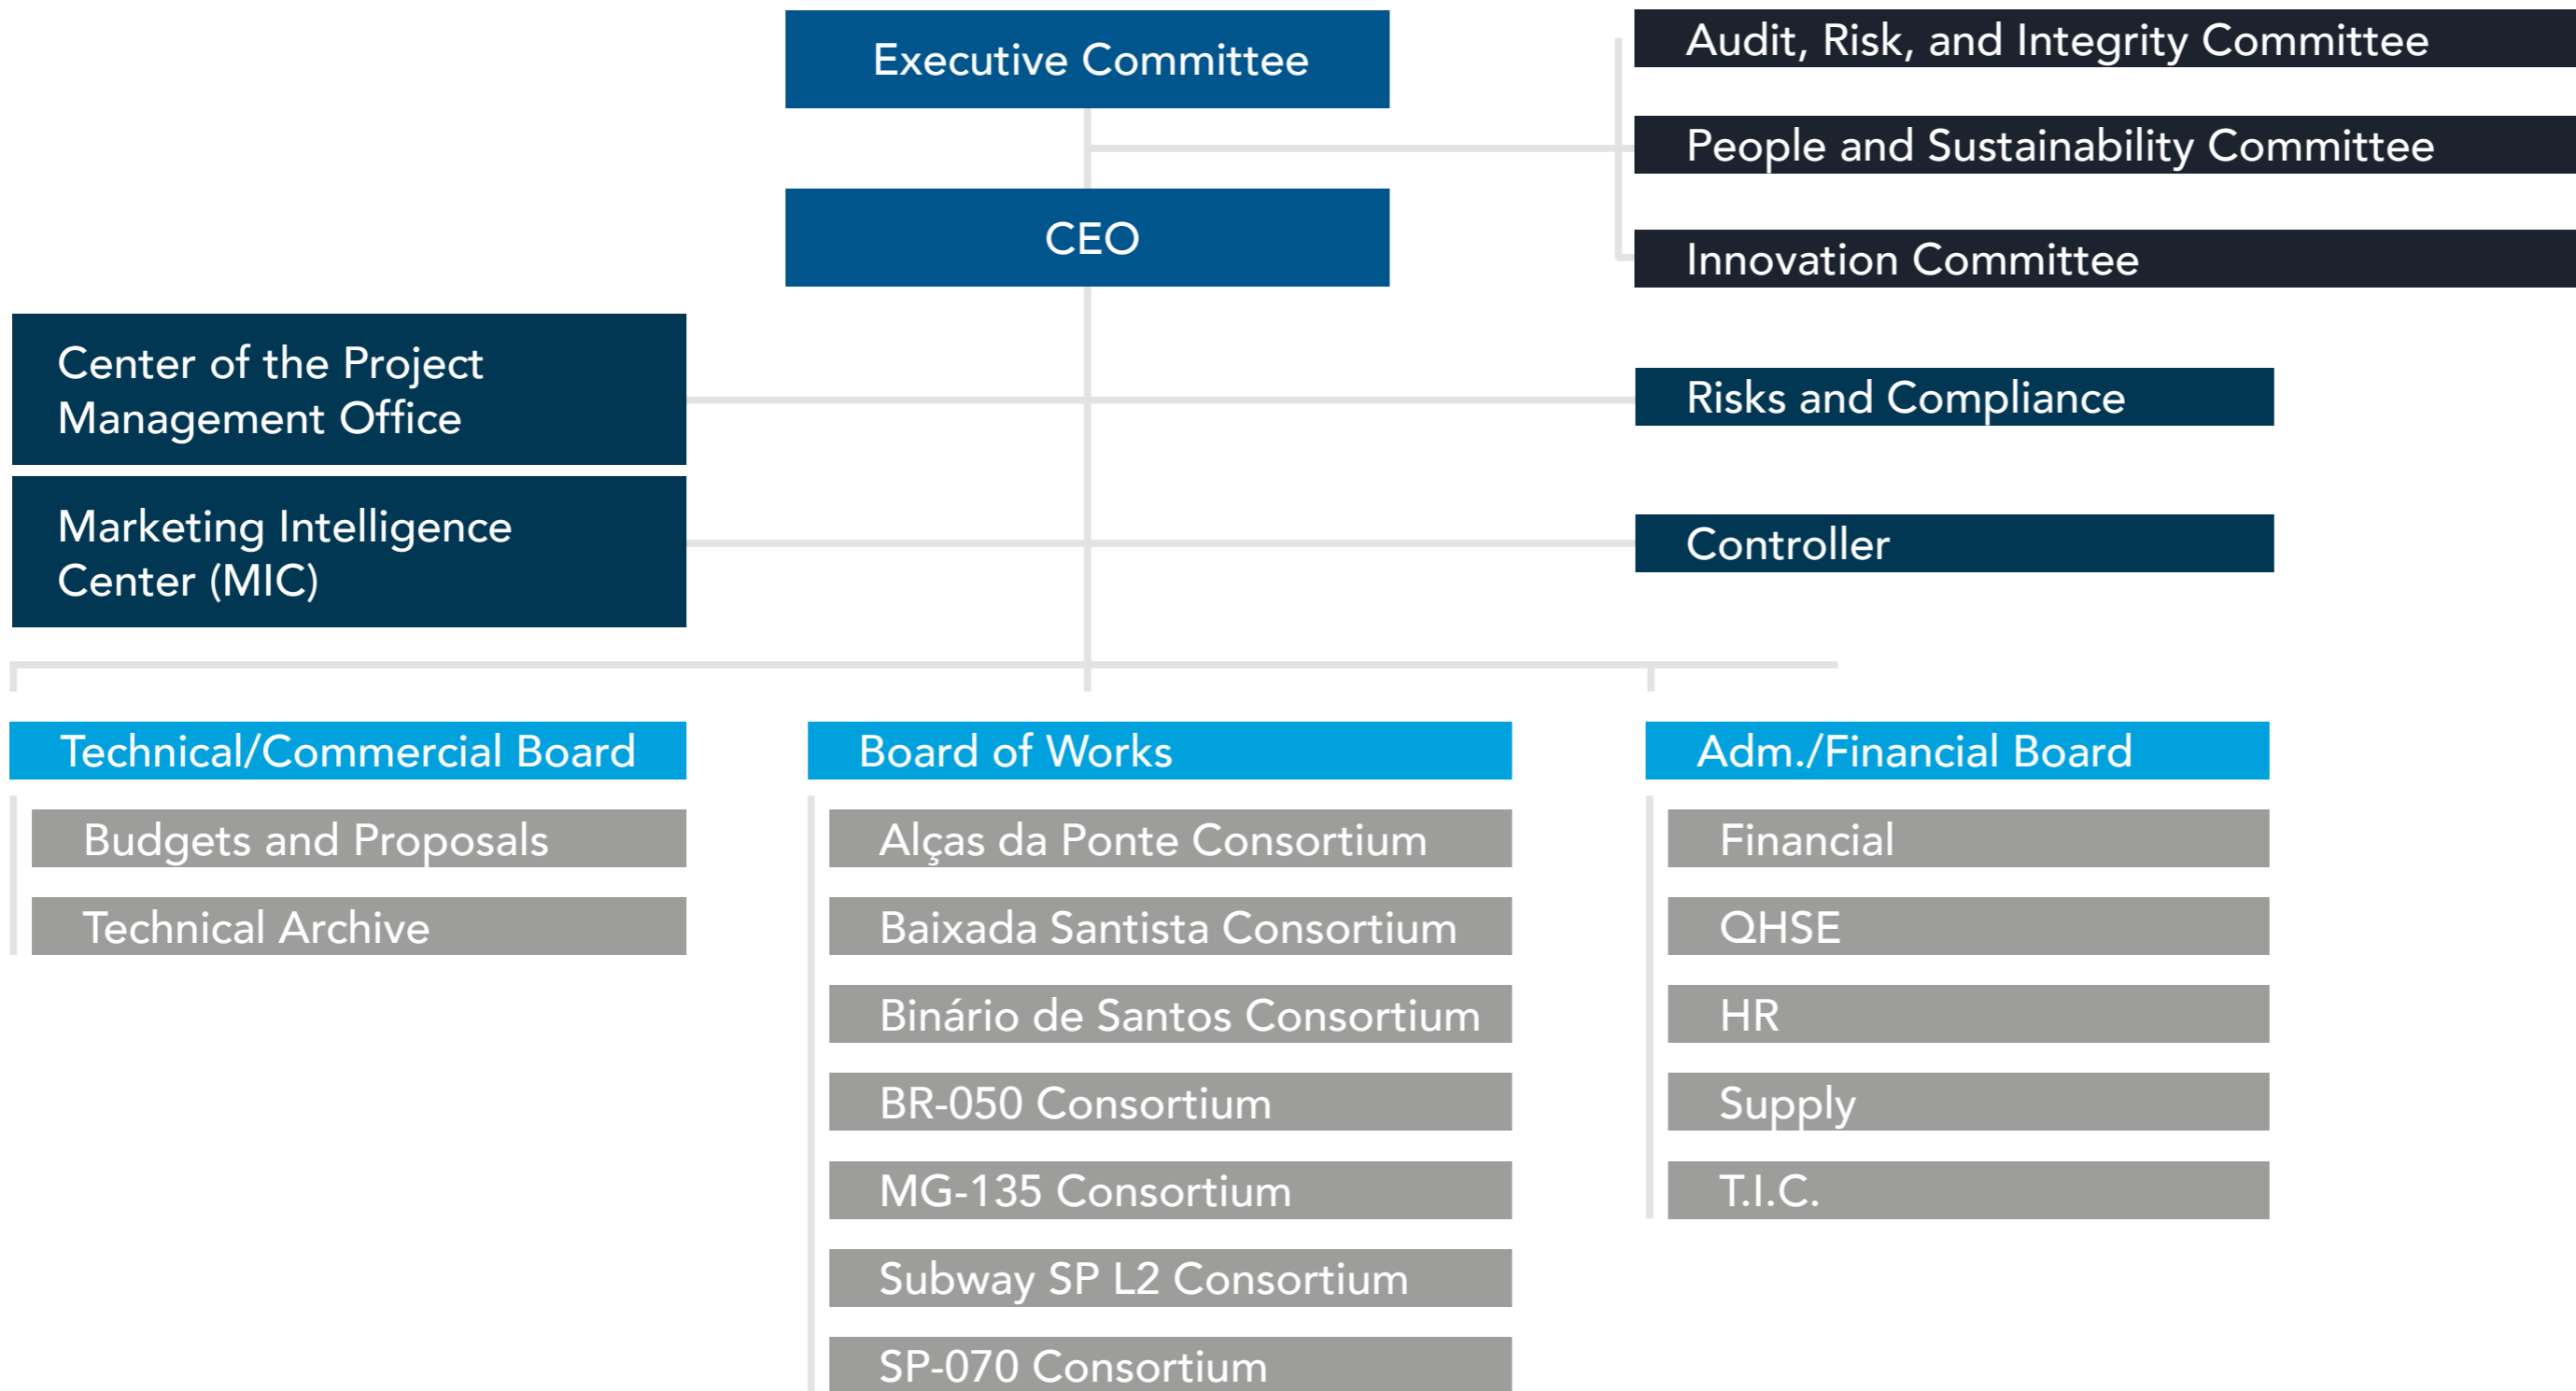 Executive Committee
Audit, Risk, and Integrity Committee
People and Sustainability Committee
CEO
Innovation Committee
Center of the Project
Management Office
Risks and Compliance
Marketing Intelligence
Center (MIC)
Controller
Technical/Commercial Board
Budgets and Proposals
Technical Archive
Board of Works
Alças da Ponte Consortium
Baixada Santista Consortium
Binário de Santos Consortium
BR-050 Consortium
MG-135 Consortium
Subway SP L2 Consortium
SP-070 Consortium
Adm./Financial Board
Financial
QHSE
HR
Supply
T.I.C.